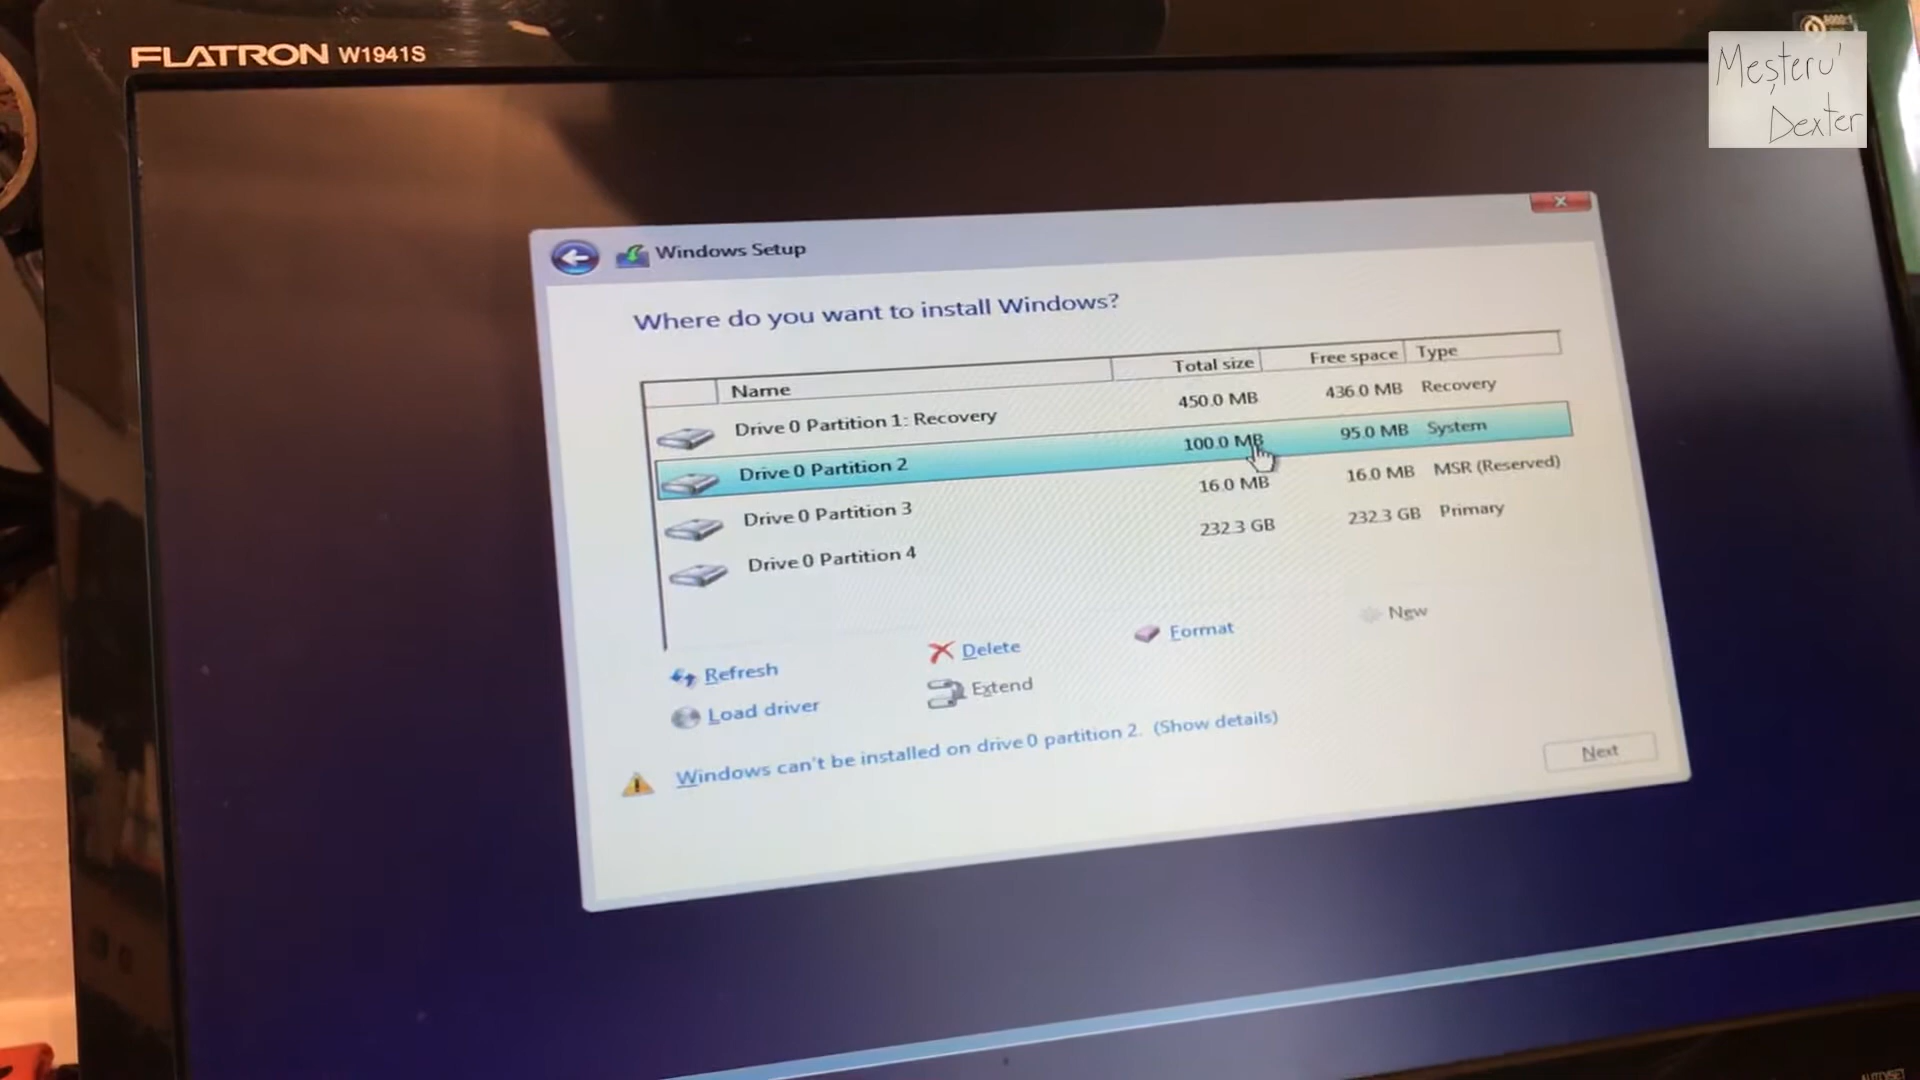 FLATRON W1941S
8000:1
Meșteru'
Dexter
Windows Setup
Where do you want to install Windows?
Name Total size Free space Type
Drive 0 Partition 1: Recovery 450.0 MB 436.0 MB Recovery
Drive 0 Partition 2 100.0 MB 95.0 MB System
Drive 0 Partition 3 16.0 MB 16.0 MB MSR (Reserved)
Drive 0 Partition 4 232.3 GB 232.3 GB Primary
Refresh Delete Format New
Load driver Extend
Windows can't be installed on drive 0 partition 2. (Show details)
Next